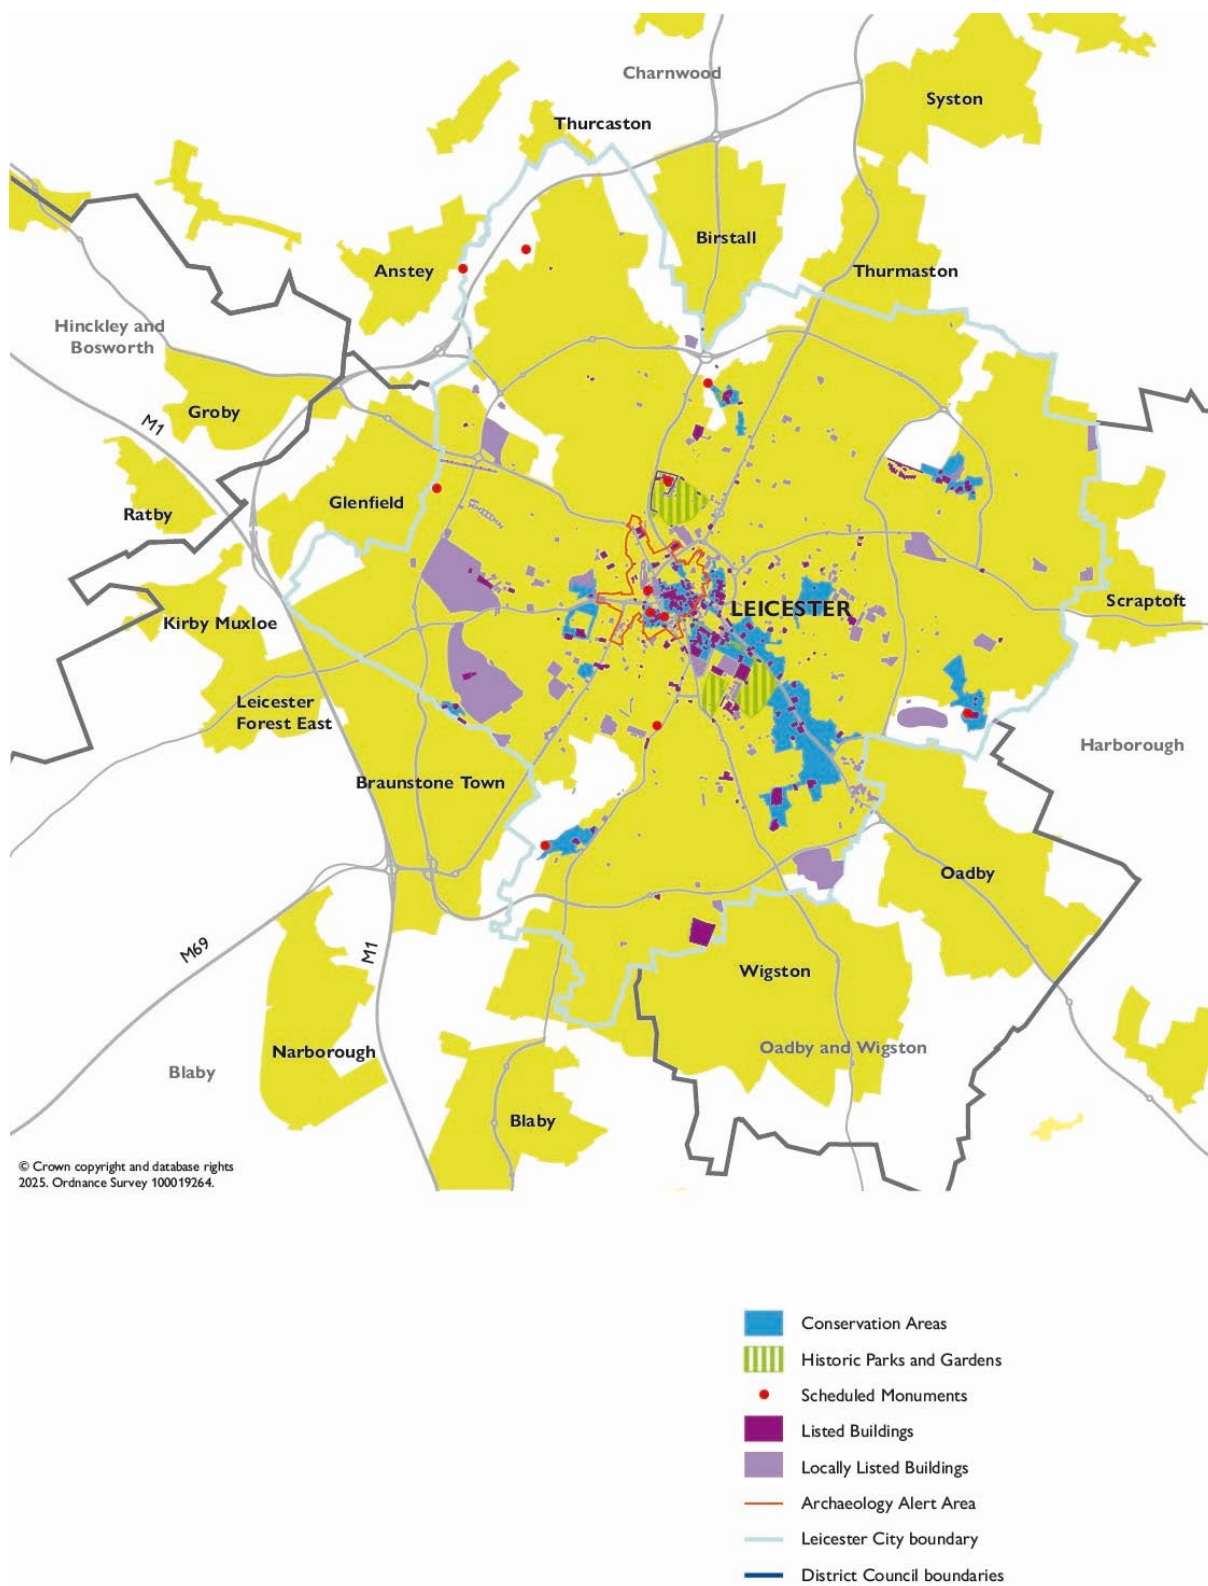 Charnwood
Syston
Thurcaston
Birstall
Anstey
Thurmaston
Hinckley and
Bosworth
Groby
M1
Ratby
Glenfield
LEICESTER
Scraptoft
Kirby Muxloe
Leicester
Forest East
Harborough
Braunstone Town
Oadby
M69
M1
Wigston
Narborough
Oadby and Wigston
Blaby
Blaby
© Crown copyright and database rights
2025. Ordnance Survey 100019264.
Conservation Areas
Historic Parks and Gardens
Scheduled Monuments
Listed Buildings
Locally Listed Buildings
Archaeology Alert Area
Leicester City boundary
District Council boundaries